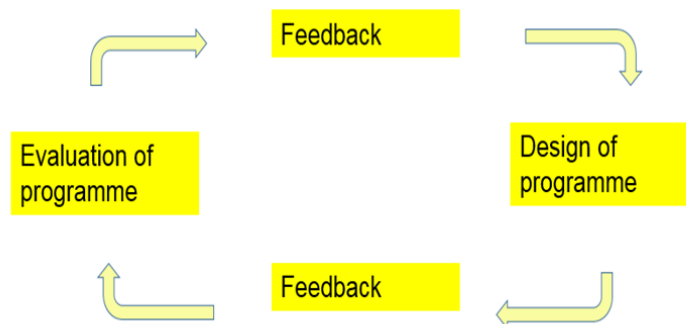 Feedback
Evaluation of
programme
Design of
programme
Feedback